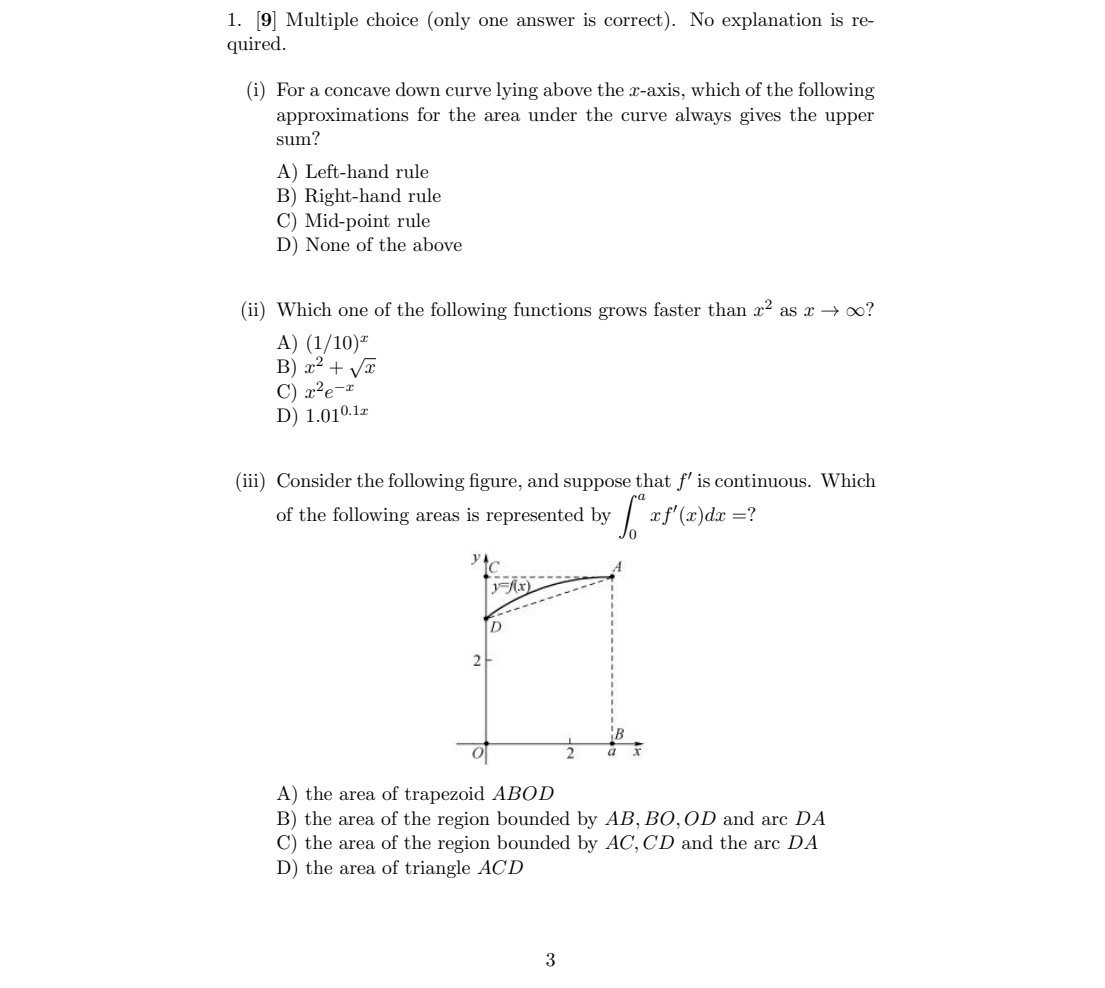 1. [9] Multiple choice (only one answer is correct). No explanation is re-
quired.
(i) For a concave down curve lying above the x-axis, which of the following
approximations for the area under the curve always gives the upper
sum?
A) Left-hand rule
B) Right-hand rule
C) Mid-point rule
D) None of the above
(ii) Which one of the following functions grows faster than x² as x → ∞?
A) (1/10)ˣ
B) x² + √x
C) x²e⁻ˣ
D) 1.01^{0.1x}
(iii) Consider the following figure, and suppose that f′ is continuous. Which
of the following areas is represented by ∫₀ᵃ xf′(x)dx =?
y
C
A
y=f(x)
D
2
B
O
2
a
x
A) the area of trapezoid ABOD
B) the area of the region bounded by AB, BO, OD and arc DA
C) the area of the region bounded by AC, CD and the arc DA
D) the area of triangle ACD
3